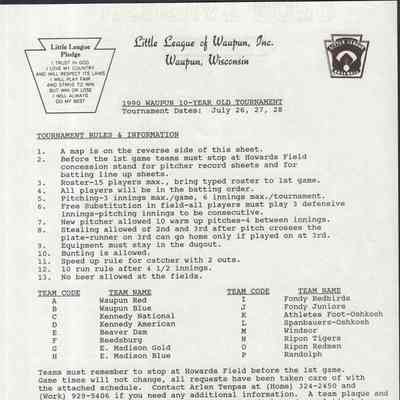 Little League
Pledge
I TRUST IN GOD
I LOVE MY COUNTRY
AND WILL RESPECT ITS LAWS
I WILL PLAY FAIR
AND STRIVE TO WIN
BUT WIN OR LOSE
I WILL ALWAYS
DO MY BEST
Little League of Waupun, Inc.
Waupun, Wisconsin
LITTLE LEAGUE
BASEBALL
1990 WAUPUN 10-YEAR OLD TOURNAMENT
Tournament Dates: July 26, 27, 28
TOURNAMENT RULES & INFORMATION
1. A map is on the reverse side of this sheet.
2. Before the 1st game teams must stop at Howards Field
concession stand for pitcher record sheets and for
batting line up sheets.
3. Roster-15 players max., bring typed roster to 1st game.
4. All players will be in the batting order.
5. Pitching-3 innings max./game, 6 innings max./tournament.
6. Free Substitution in field-all players must play 3 defensive
innings-pitching innings to be consecutive.
7. New pitcher allowed 10 warm up pitches-4 between innings.
8. Stealing allowed of 2nd and 3rd after pitch crosses the
plate-runner on 3rd can go home only if played on at 3rd.
9. Equipment must stay in the dugout.
10. Bunting is allowed.
11. Speed up rule for catcher with 2 outs.
12. 10 run rule after 4 1/2 innings.
13. No beer allowed at the fields.
TEAM CODE TEAM NAME TEAM CODE TEAM NAME
A Waupun Red I Fondy Redbirds
B Waupun Blue J Fondy Juniors
C Kennedy National K Athletes Foot-Oshkosh
D Kennedy American L Spanbauers-Oshkosh
E Beaver Dam M Windsor
F Reedsburg N Ripon Tigers
G E. Madison Gold O Ripon Redmen
H E. Madison Blue P Randolph
Teams must remember to stop at Howards Field before the 1st game.
Game times will not change, all requests have been taken care of with
the attached schedule. Contact Arlen Tenpas at (Home) 324-2450 and
(Work) 929-5406 if you need any additional information. A team plaque and